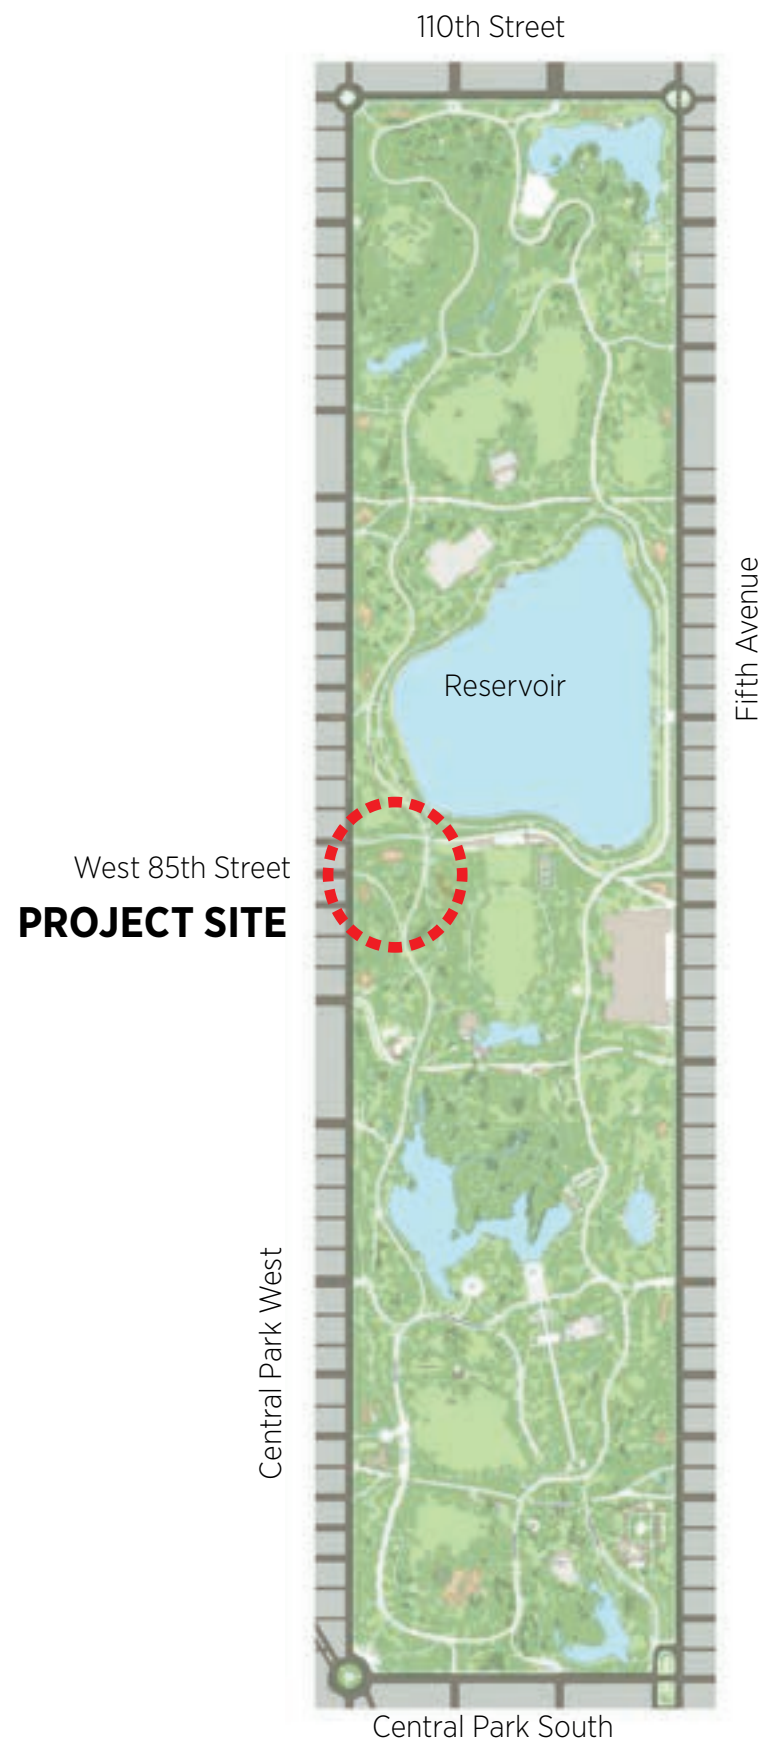 110th Street
Fifth Avenue
Reservoir
West 85th Street
PROJECT SITE
Central Park West
Central Park South